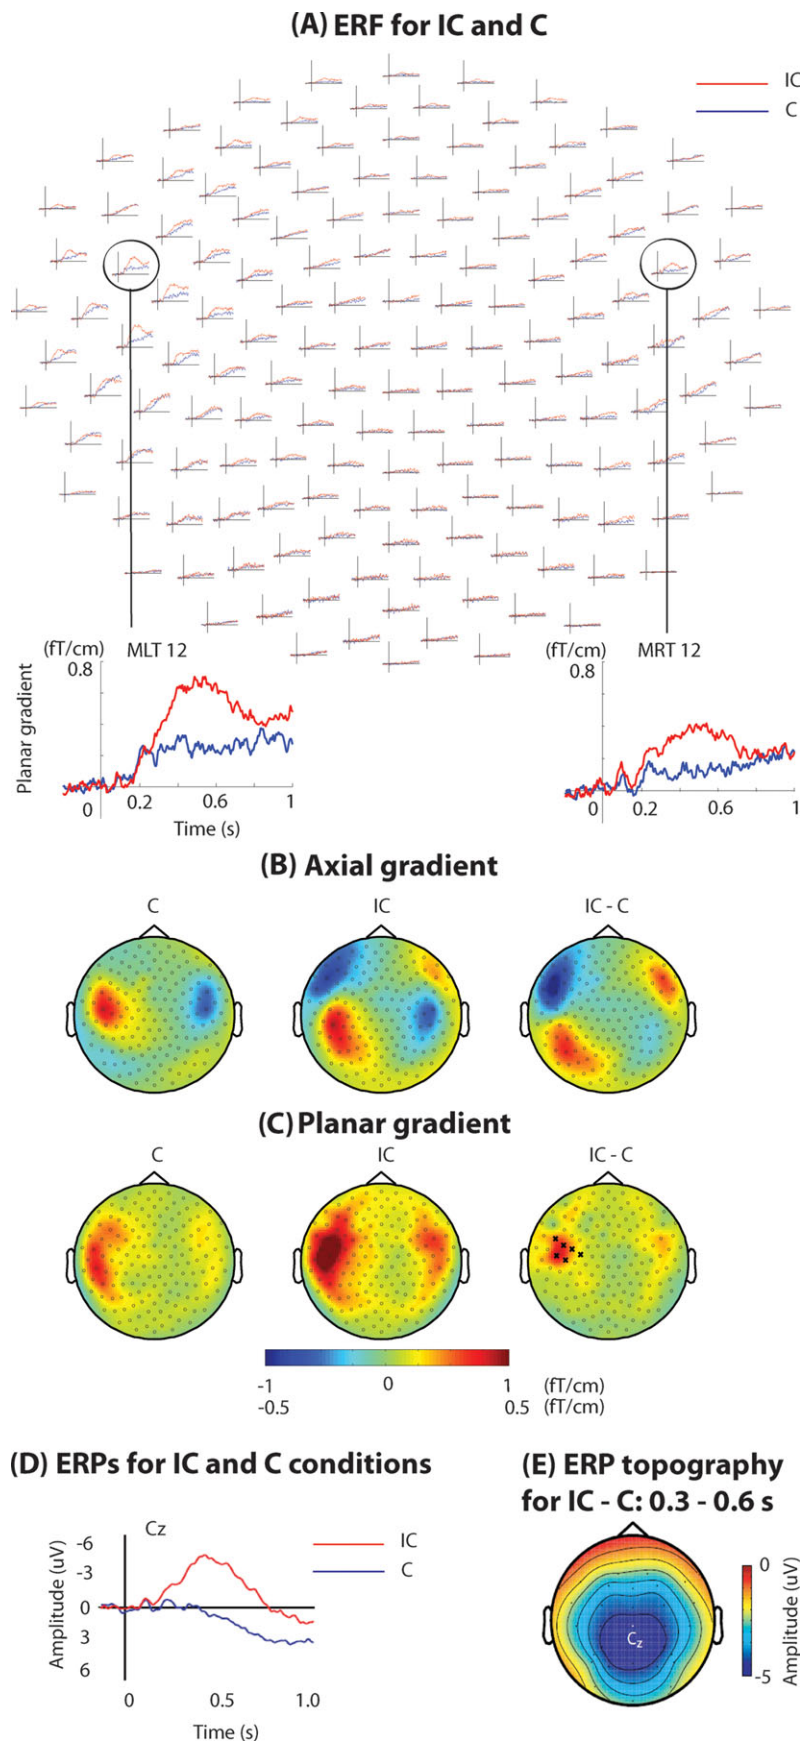 (A) ERF for IC and C
IC
C
(fT/cm) MLT 12
0.8
Planar gradient
0
0.2 0.6 1
Time (s)
(fT/cm) MRT 12
0.8
0
0.2 0.6 1
(B) Axial gradient
C IC IC - C
(C) Planar gradient
C IC IC - C
-1 0 1 (fT/cm)
-0.5 0.5 (fT/cm)
(D) ERPs for IC and C conditions
Cz
IC
C
Amplitude (uV)
-6
-3
0
3
6
0 0.5 1.0
Time (s)
(E) ERP topography
for IC - C: 0.3 - 0.6 s
Cz
0
-5
Amplitude (uV)